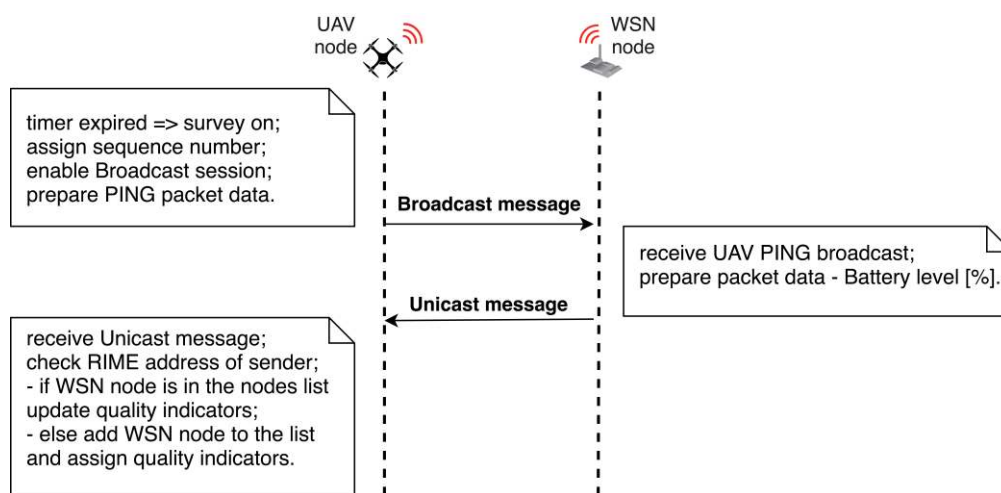 UAV
node
WSN
node
timer expired => survey on;
assign sequence number;
enable Broadcast session;
prepare PING packet data.
Broadcast message
receive UAV PING broadcast;
prepare packet data - Battery level [%].
Unicast message
receive Unicast message;
check RIME address of sender;
- if WSN node is in the nodes list
update quality indicators;
- else add WSN node to the list
and assign quality indicators.